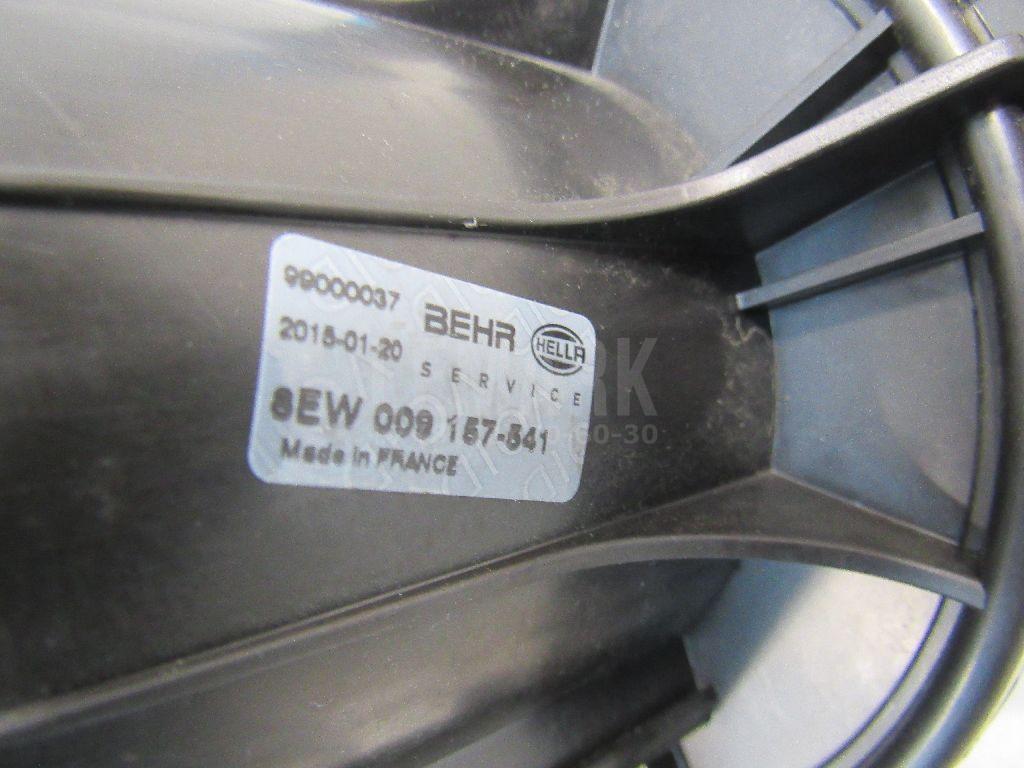 99000037
BEHR HELLA
2015-01-20
SERVICE
8EW 009 157-541
Made in FRANCE